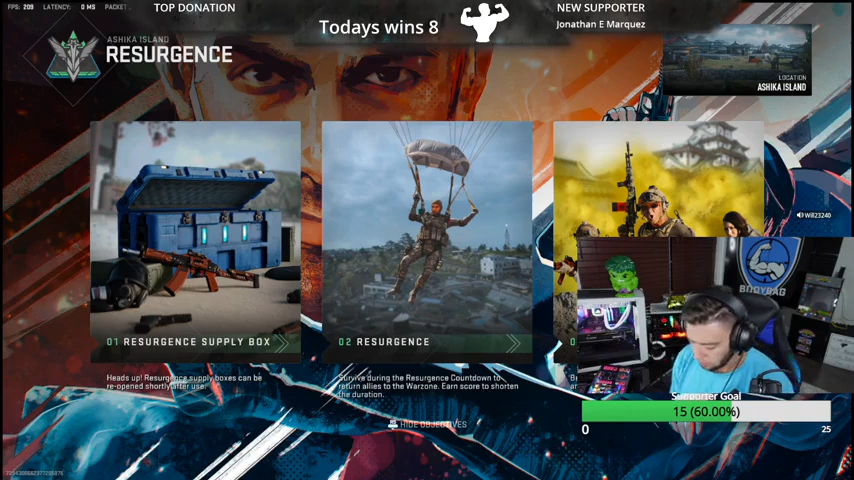 FPS: 209 LATENCY: 0 MS PACKET
TOP DONATION
Todays wins 8
NEW SUPPORTER
Jonathan E Marquez
ASHIKA ISLAND
RESURGENCE
LOCATION
ASHIKA ISLAND
Will23240
BODYBAG
01 RESURGENCE SUPPLY BOX
02 RESURGENCE
0
Heads up! Resurgence supply boxes can be
re-opened shortly after use.
Survive during the Resurgence Countdown to
return allies to the Warzone. Earn score to shorten
the duration.
HIDE OBJECTIVES
Supporter Goal
15 (60.00%)
0
25